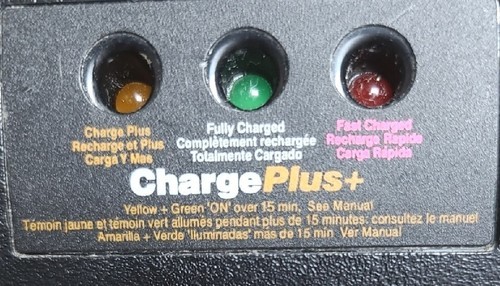 Charge Plus
Recharge et Plus
Carga Y Mas
Fully Charged
Complètement rechargée
Totalmente Cargado
Fast Charged
Recharge Rapide
Carga Rapida
ChargePlus+
Yellow + Green 'ON' over 15 min, See Manual
Témoin jaune et témoin vert allumés pendant plus de 15 minutes: consultez le manuel
Amarilla + Verde 'Iluminadas' más de 15 min Ver Manual